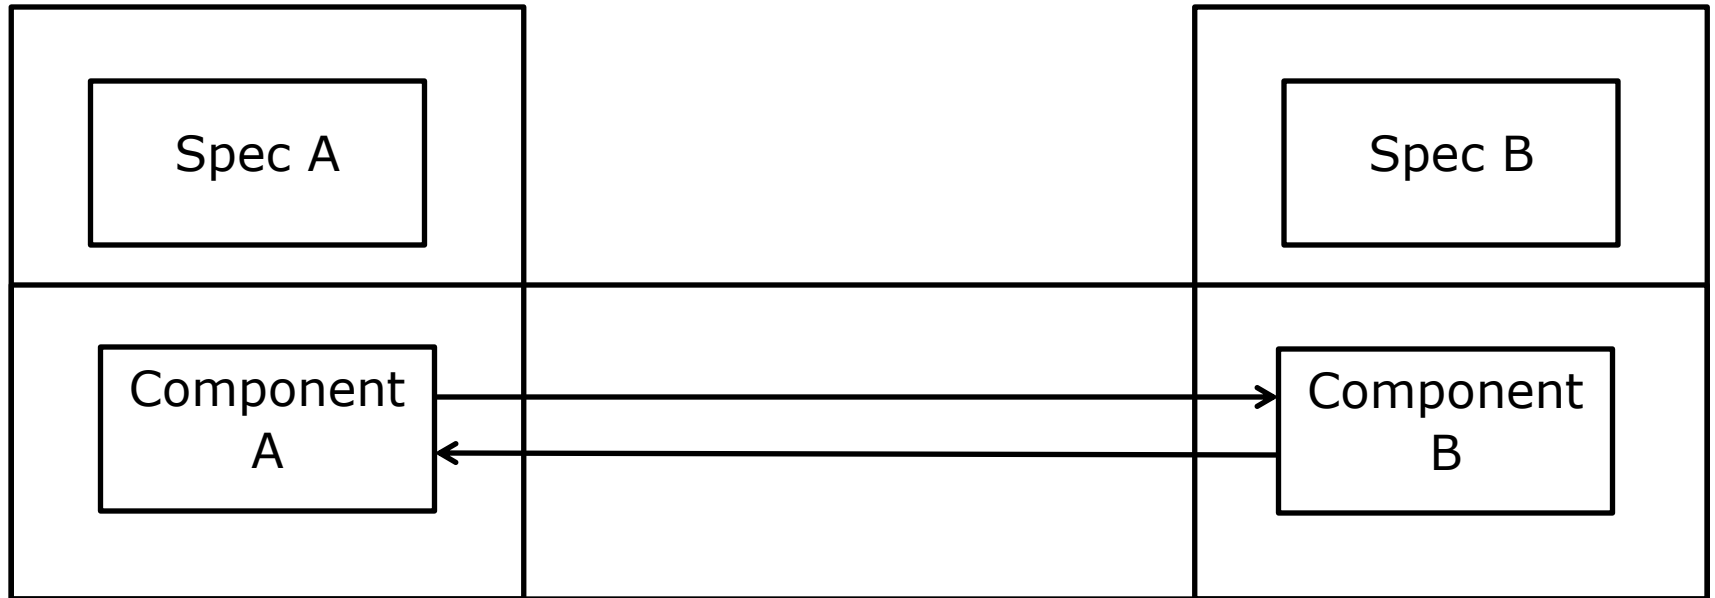 Spec A
Spec B
Component
A
Component
B